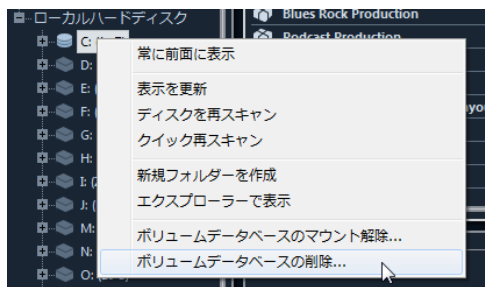 ローカルハードディスク
Blues Rock Production
C:
Podcast Production
常に前面に表示
D:
表示を更新
E:
ディスクを再スキャン
F:
クイック再スキャン
G:
H:
新規フォルダーを作成
I:
エクスプローラーで表示
J:
ボリュームデータベースのマウント解除...
M:
ボリュームデータベースの削除...
N:
O: